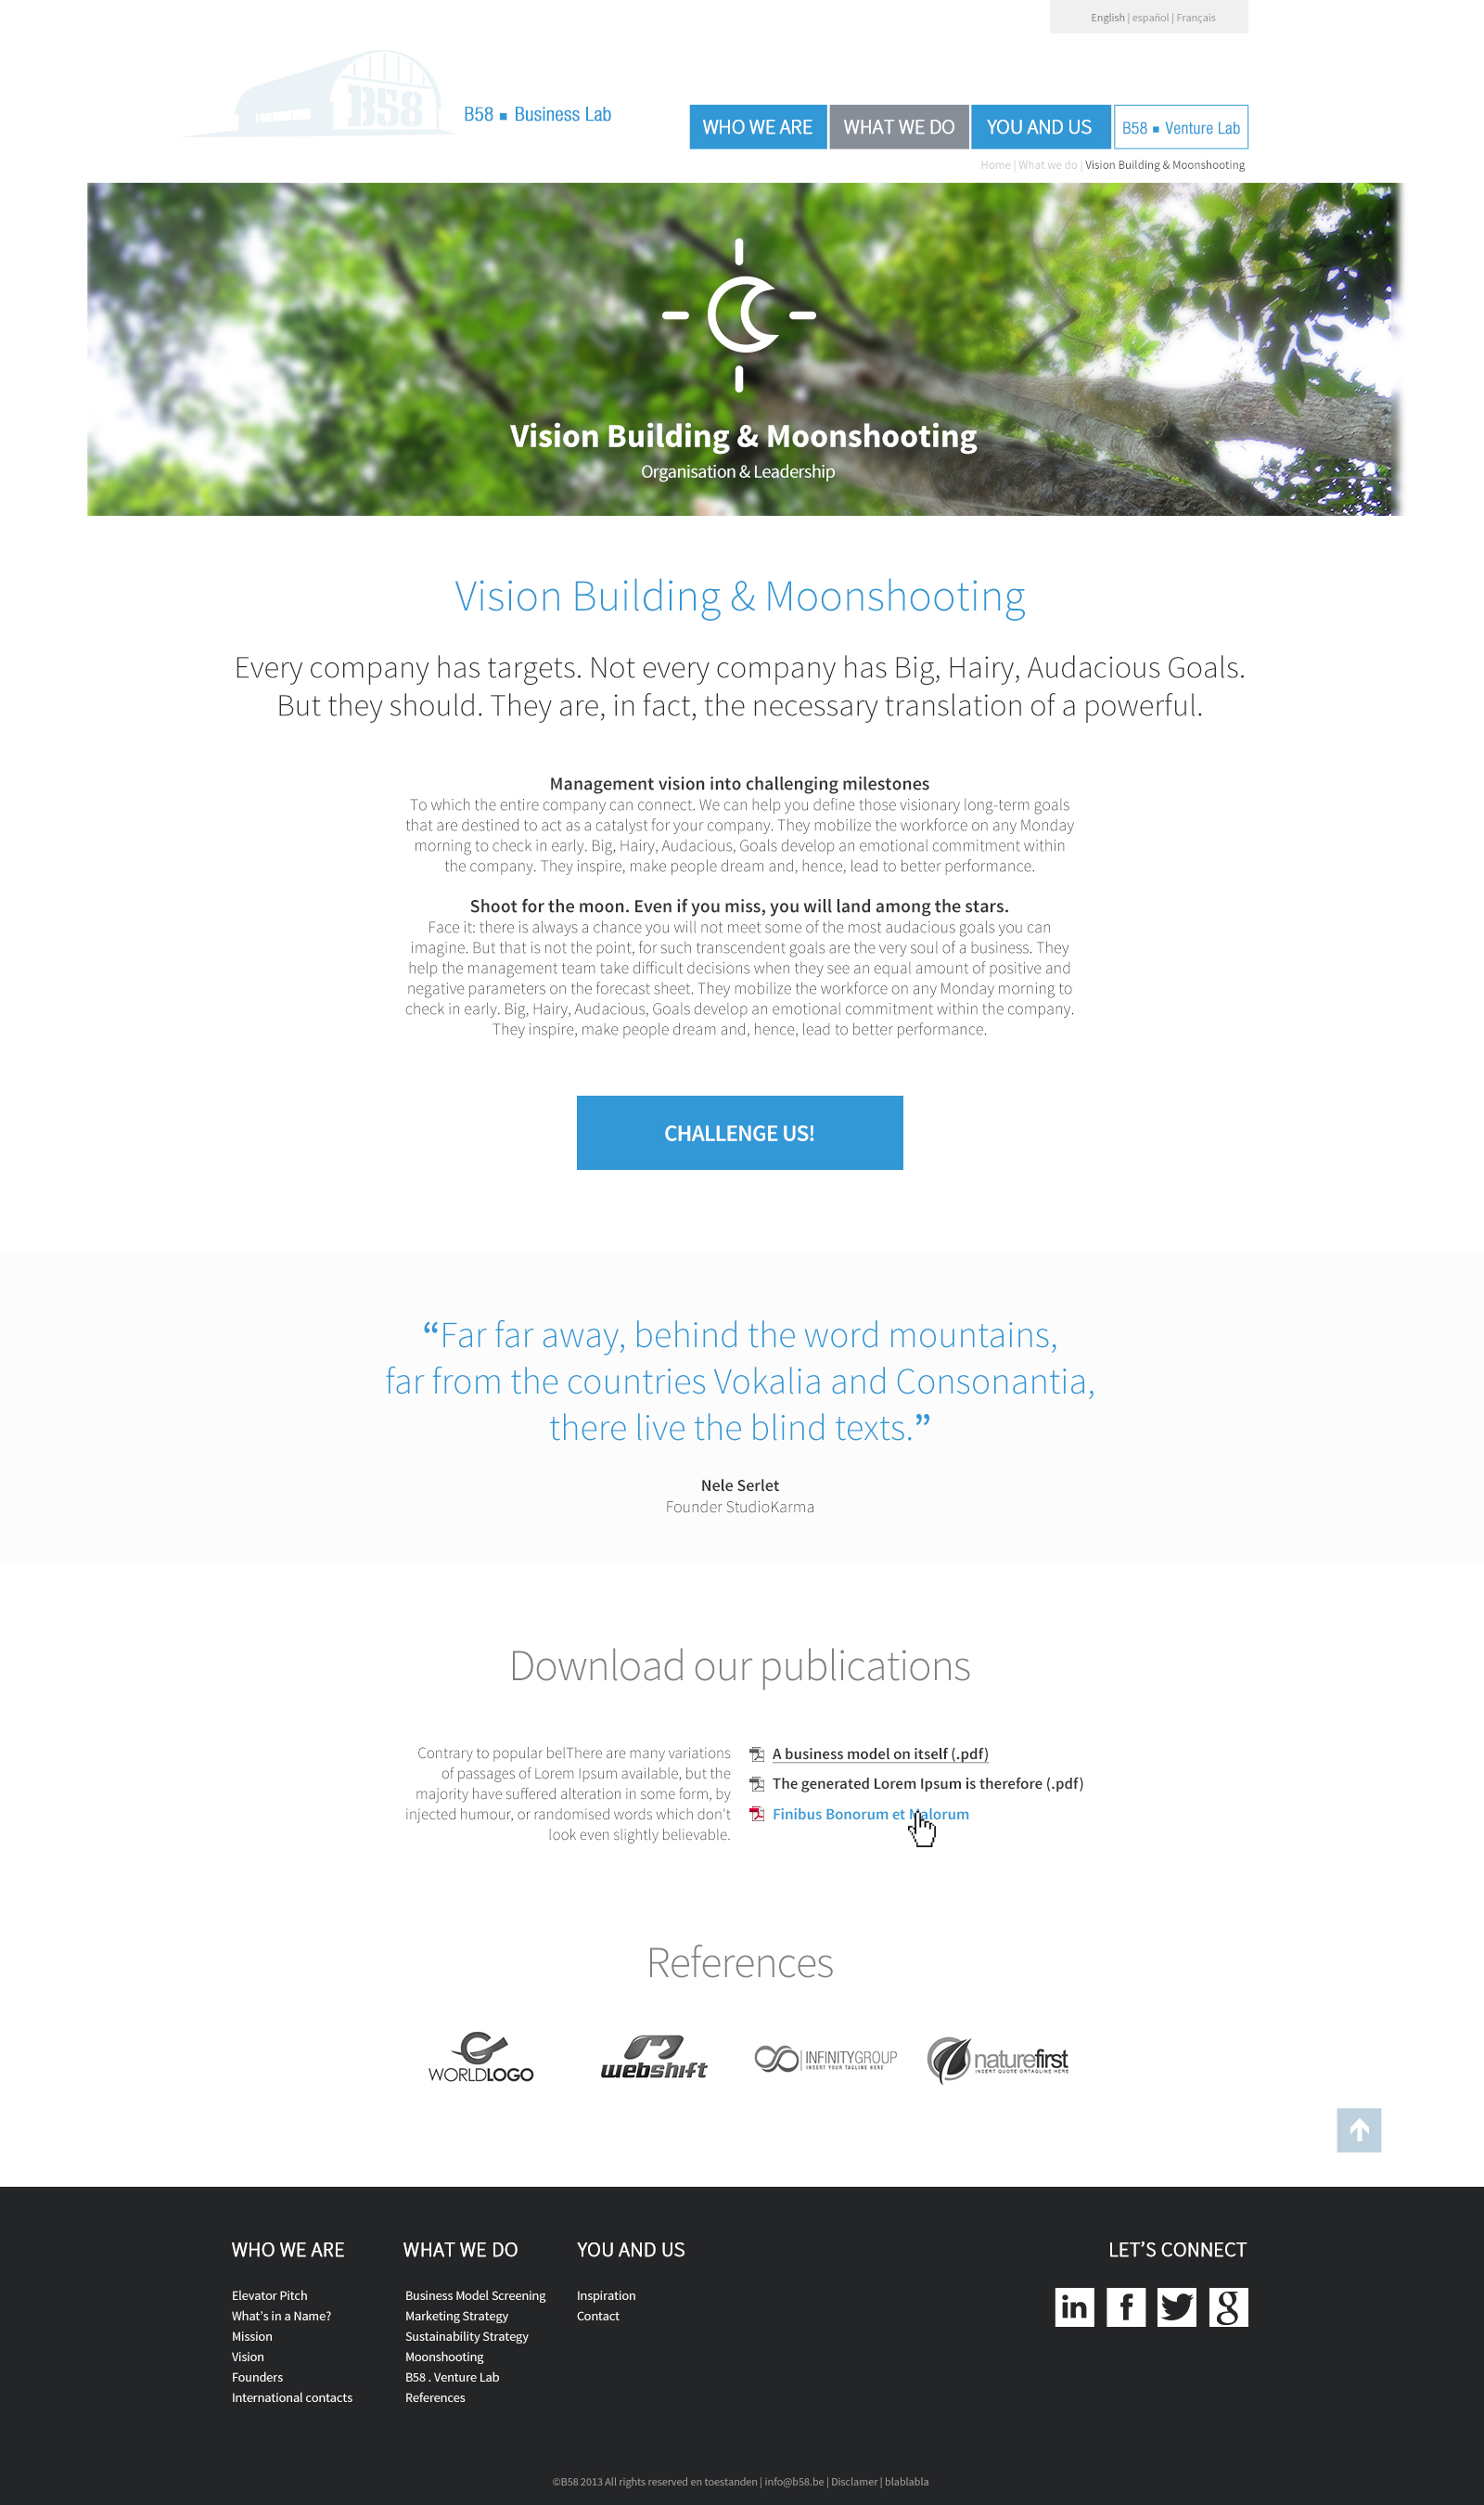 English | español | Français
B58
B58 ■ Business Lab
WHO WE ARE
WHAT WE DO
YOU AND US
B58 ■ Venture Lab
Home | What we do | Vision Building & Moonshooting
Vision Building & Moonshooting
Organisation & Leadership
Vision Building & Moonshooting
Every company has targets. Not every company has Big, Hairy, Audacious Goals.
But they should. They are, in fact, the necessary translation of a powerful.
Management vision into challenging milestones
To which the entire company can connect. We can help you define those visionary long-term goals
that are destined to act as a catalyst for your company. They mobilize the workforce on any Monday
morning to check in early. Big, Hairy, Audacious, Goals develop an emotional commitment within
the company. They inspire, make people dream and, hence, lead to better performance.
Shoot for the moon. Even if you miss, you will land among the stars.
Face it: there is always a chance you will not meet some of the most audacious goals you can
imagine. But that is not the point, for such transcendent goals are the very soul of a business. They
help the management team take difficult decisions when they see an equal amount of positive and
negative parameters on the forecast sheet. They mobilize the workforce on any Monday morning to
check in early. Big, Hairy, Audacious, Goals develop an emotional commitment within the company.
They inspire, make people dream and, hence, lead to better performance.
CHALLENGE US!
“Far far away, behind the word mountains,
far from the countries Vokalia and Consonantia,
there live the blind texts.”
Nele Serlet
Founder StudioKarma
Download our publications
Contrary to popular belThere are many variations
of passages of Lorem Ipsum available, but the
majority have suffered alteration in some form, by
injected humour, or randomised words which don't
look even slightly believable.
A business model on itself (.pdf)
The generated Lorem Ipsum is therefore (.pdf)
Finibus Bonorum et Malorum
References
WORLDLOGO
webshift
INFINITYGROUP
INSERT YOUR TAGLINE HERE
naturefirst
INSERT QUOTE ORTAGLINE HERE
WHO WE ARE
Elevator Pitch
What's in a Name?
Mission
Vision
Founders
International contacts
WHAT WE DO
Business Model Screening
Marketing Strategy
Sustainability Strategy
Moonshooting
B58 . Venture Lab
References
YOU AND US
Inspiration
Contact
LET'S CONNECT
in
f
g
©B58 2013 All rights reserved en toestanden | info@b58.be | Disclamer | blablabla